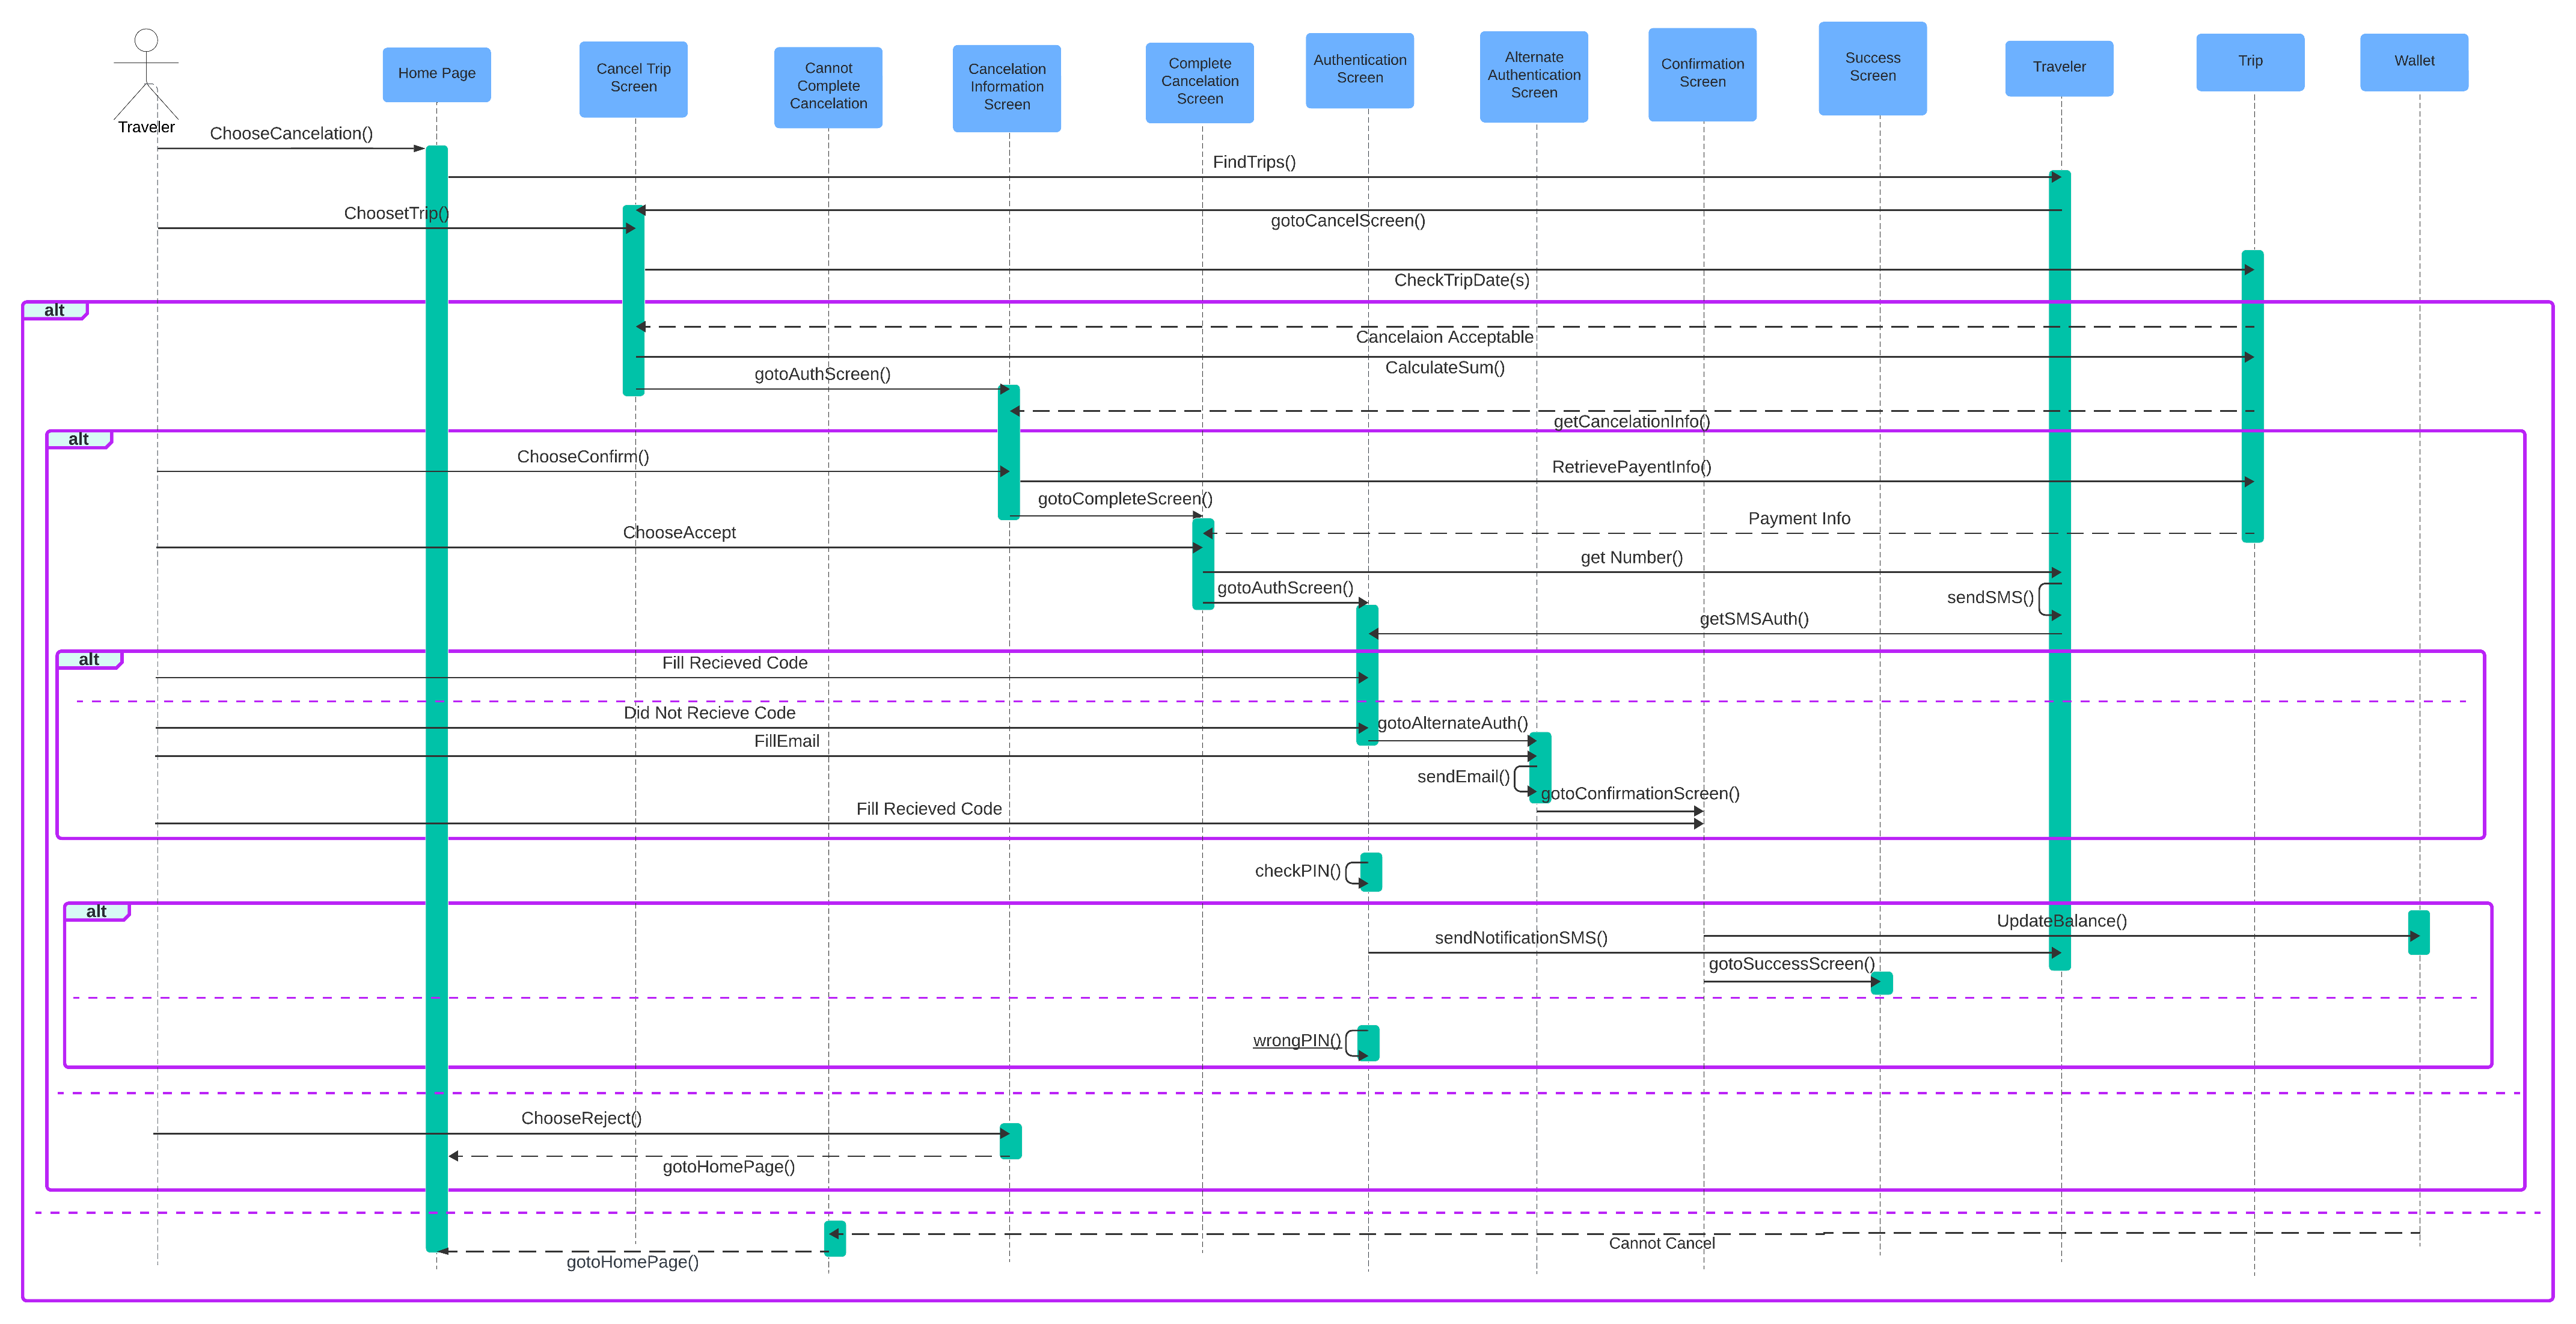 Traveler
Home Page
Cancel Trip
Screen
Cannot
Complete
Cancelation
Cancelation
Information
Screen
Complete
Cancelation
Screen
Authentication
Screen
Alternate
Authentication
Screen
Confirmation
Screen
Success
Screen
Traveler
Trip
Wallet
ChooseCancelation()
FindTrips()
ChoosetTrip()
gotoCancelScreen()
CheckTripDate(s)
alt
Cancelaion Acceptable
CalculateSum()
gotoAuthScreen()
getCancelationInfo()
alt
ChooseConfirm()
RetrievePayentInfo()
gotoCompleteScreen()
Payment Info
ChooseAccept
get Number()
gotoAuthScreen()
sendSMS()
getSMSAuth()
alt
Fill Recieved Code
Did Not Recieve Code
gotoAlternateAuth()
FillEmail
sendEmail()
gotoConfirmationScreen()
Fill Recieved Code
checkPIN()
alt
UpdateBalance()
sendNotificationSMS()
gotoSuccessScreen()
wrongPIN()
ChooseReject()
gotoHomePage()
Cannot Cancel
gotoHomePage()